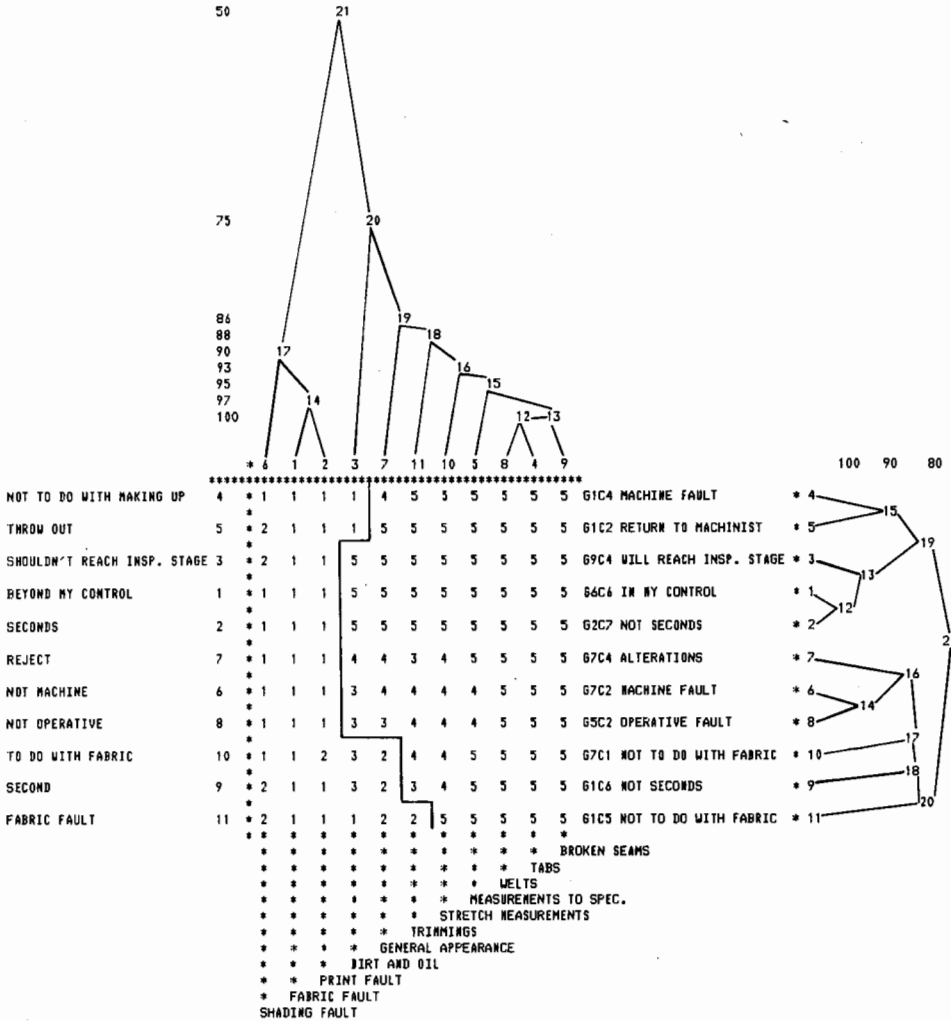 50 21
75 20
86 19
88 18
90 17
93 16
95 15
97 14
100 12 13
* 6 1 2 3 7 11 10 5 8 4 9 100 90 80
NOT TO DO WITH MAKING UP 4 * 1 1 1 1 4 5 5 5 5 5 5 G1C4 MACHINE FAULT * 4
15
THROW OUT 5 * 2 1 1 1 5 5 5 5 5 5 5 G1C2 RETURN TO MACHINIST * 5
19
SHOULDN'T REACH INSP. STAGE 3 * 2 1 1 5 5 5 5 5 5 5 5 G9C4 WILL REACH INSP. STAGE * 3
13
BEYOND MY CONTROL 1 * 1 1 1 5 5 5 5 5 5 5 5 G6C6 IN MY CONTROL * 1
12
SECONDS 2 * 1 1 1 5 5 5 5 5 5 5 5 G2C7 NOT SECONDS * 2
2
REJECT 7 * 1 1 1 4 4 3 4 5 5 5 5 G7C4 ALTERATIONS * 7
16
NOT MACHINE 6 * 1 1 1 3 4 4 4 4 5 5 5 G7C2 MACHINE FAULT * 6
14
NOT OPERATIVE 8 * 1 1 1 3 3 4 4 4 5 5 5 G5C2 OPERATIVE FAULT * 8
17
TO DO WITH FABRIC 10 * 1 1 2 3 2 4 4 5 5 5 5 G7C1 NOT TO DO WITH FABRIC * 10
18
SECOND 9 * 2 1 1 3 2 3 4 5 5 5 5 G1C6 NOT SECONDS * 9
20
FABRIC FAULT 11 * 2 1 1 1 2 2 5 5 5 5 5 G1C5 NOT TO DO WITH FABRIC * 11
* * * * * * * * * * *
* * * * * * * * * * BROKEN SEAMS
* * * * * * * * * TABS
* * * * * * * * WELTS
* * * * * * * MEASUREMENTS TO SPEC.
* * * * * * STRETCH MEASUREMENTS
* * * * * TRIMMINGS
* * * * GENERAL APPEARANCE
* * * DIRT AND OIL
* * PRINT FAULT
* FABRIC FAULT
SHADING FAULT